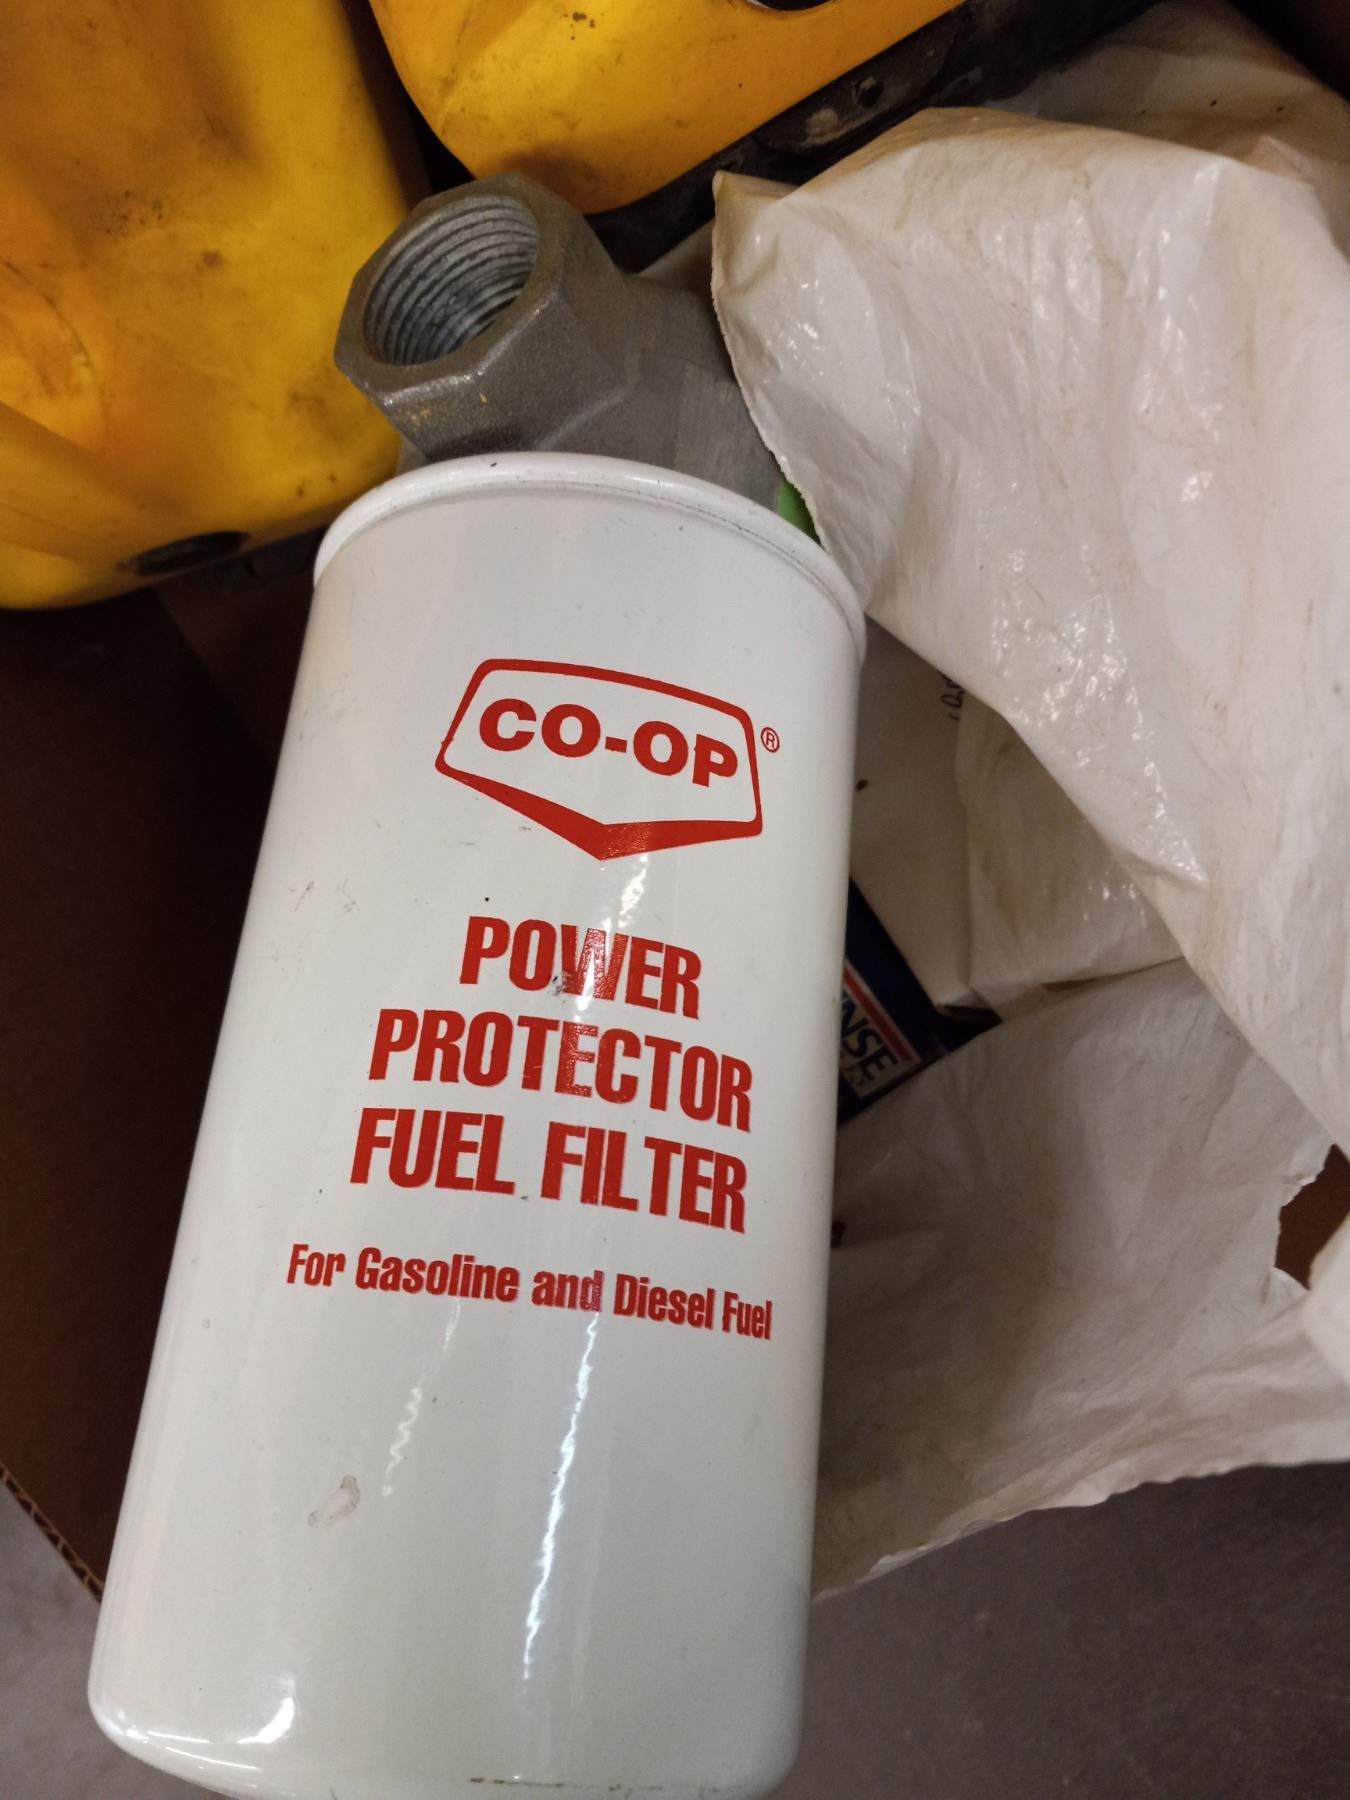 CO-OP®
POWER
PROTECTOR
FUEL FILTER
For Gasoline and Diesel Fuel